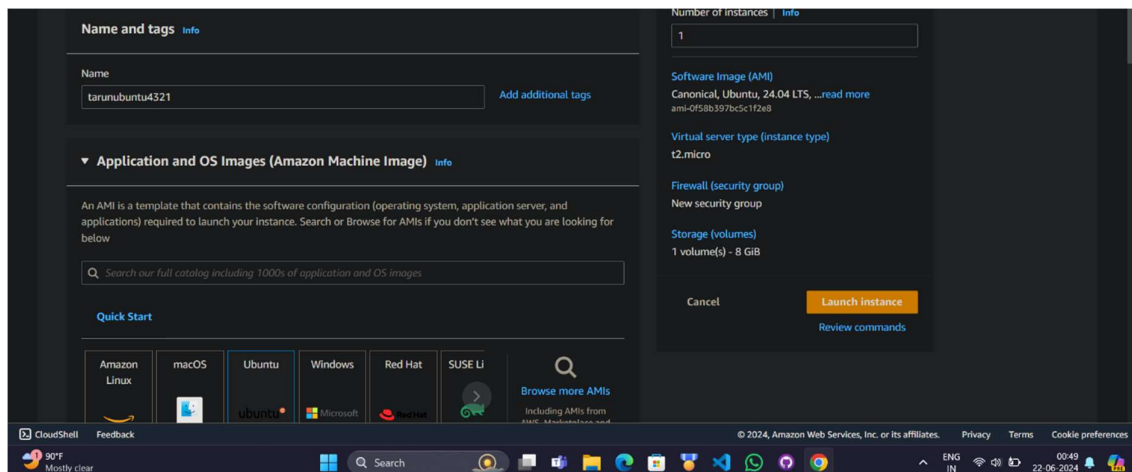 Name and tags Info
Name
tarunubuntu4321
Add additional tags
Application and OS Images (Amazon Machine Image) Info
An AMI is a template that contains the software configuration (operating system, application server, and
applications) required to launch your instance. Search or Browse for AMIs if you don't see what you are looking for
below
Search our full catalog including 1000s of application and OS images
Quick Start
Amazon
Linux
macOS
Ubuntu
ubuntu
Windows
Microsoft
Red Hat
Red Hat
SUSE Li
Browse more AMIs
Including AMIs from
AWS, Marketplace and
Number of instances | Info
1
Software Image (AMI)
Canonical, Ubuntu, 24.04 LTS, ...read more
ami-0f58b397bc5c1f2e8
Virtual server type (instance type)
t2.micro
Firewall (security group)
New security group
Storage (volumes)
1 volume(s) - 8 GiB
Cancel
Launch instance
Review commands
CloudShell Feedback
© 2024, Amazon Web Services, Inc. or its affiliates. Privacy Terms Cookie preferences
1
90°F
Mostly clear
Search
ENG
IN
00:49
22-06-2024